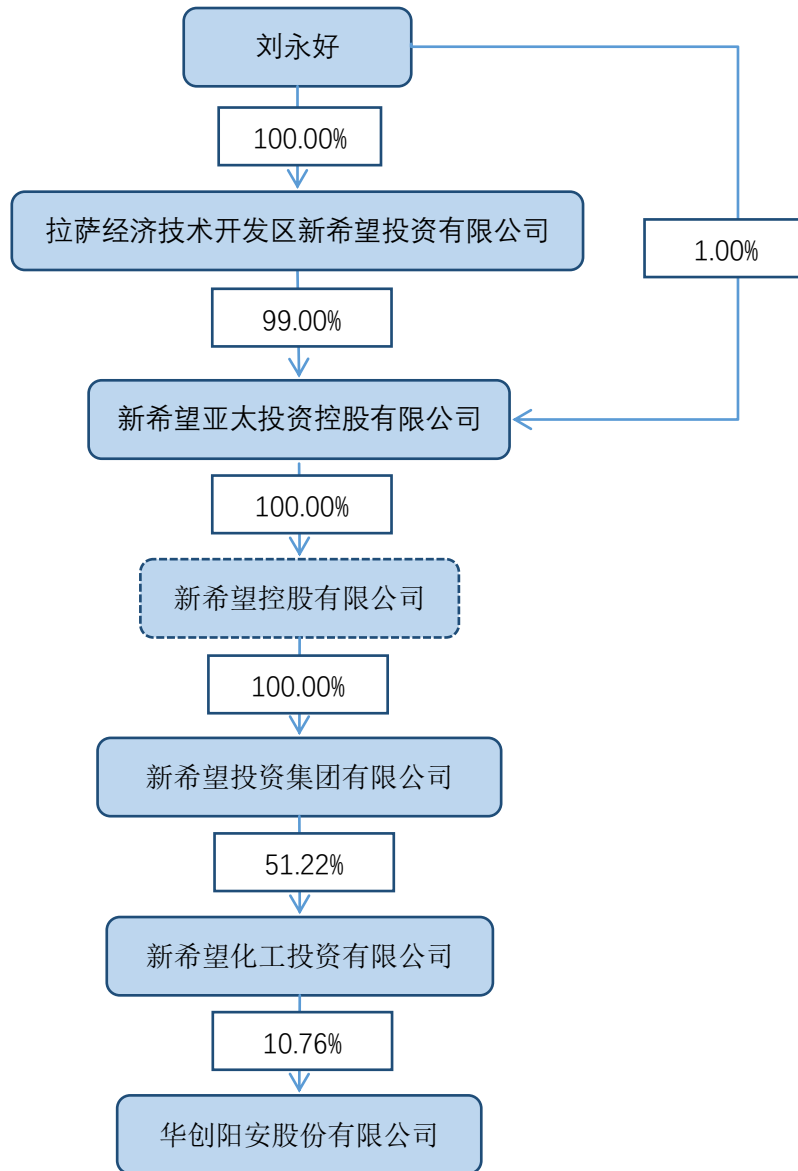 刘永好
100.00%
拉萨经济技术开发区新希望投资有限公司
1.00%
99.00%
新希望亚太投资控股有限公司
100.00%
新希望控股有限公司
100.00%
新希望投资集团有限公司
51.22%
新希望化工投资有限公司
10.76%
华创阳安股份有限公司